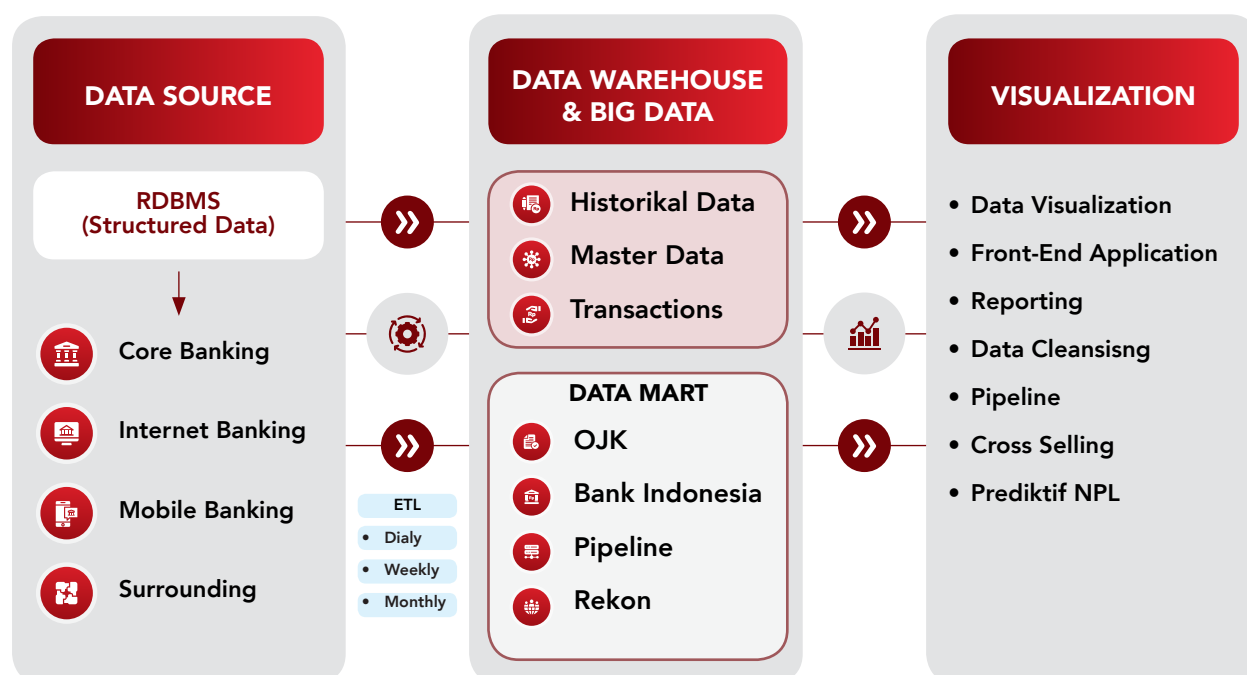 DATA SOURCE
RDBMS
(Structured Data)
Core Banking
Internet Banking
Mobile Banking
Surrounding
ETL
• Dialy
• Weekly
• Monthly
DATA WAREHOUSE
& BIG DATA
Historikal Data
Master Data
Transactions
DATA MART
OJK
Bank Indonesia
Pipeline
Rekon
VISUALIZATION
• Data Visualization
• Front-End Application
• Reporting
• Data Cleansisng
• Pipeline
• Cross Selling
• Prediktif NPL